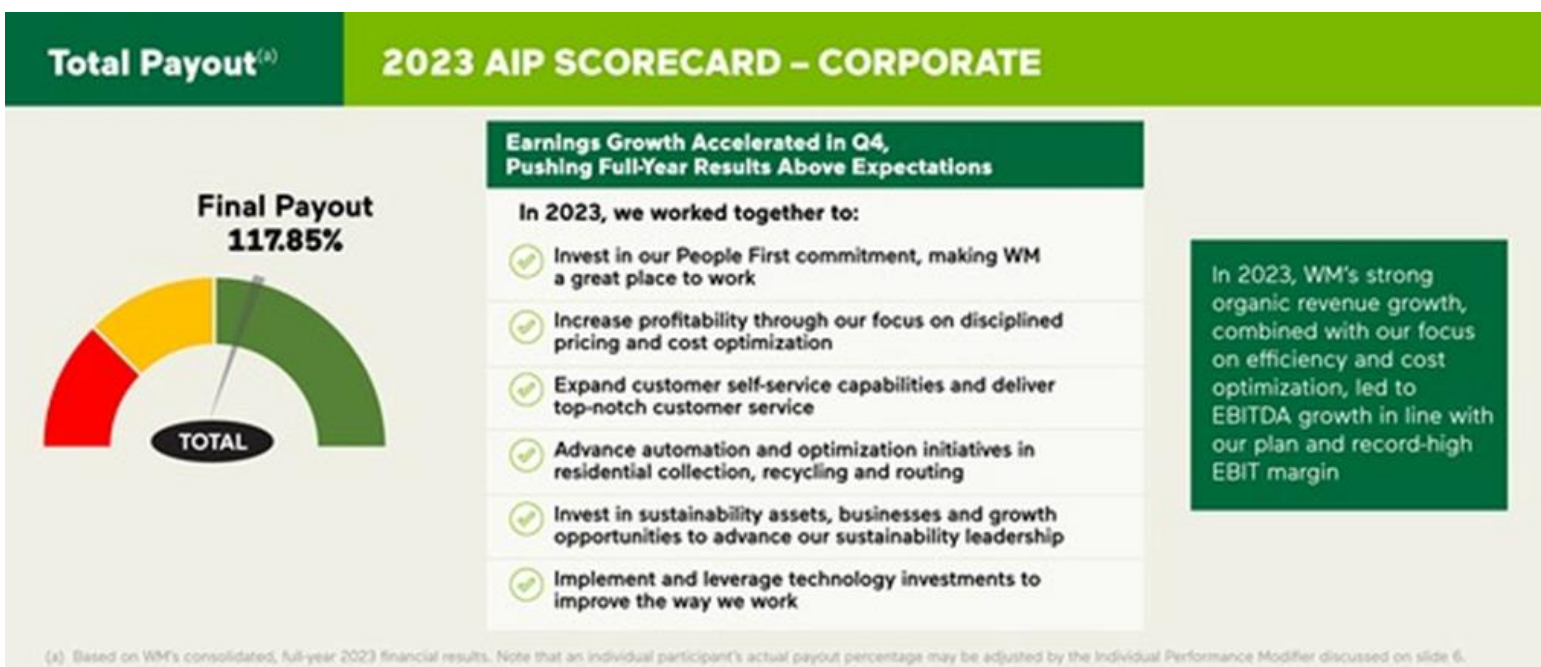 Total Payout(a)
2023 AIP SCORECARD – CORPORATE
Final Payout
117.85%
TOTAL
Earnings Growth Accelerated in Q4,
Pushing Full-Year Results Above Expectations
In 2023, we worked together to:
Invest in our People First commitment, making WM
a great place to work
Increase profitability through our focus on disciplined
pricing and cost optimization
Expand customer self-service capabilities and deliver
top-notch customer service
Advance automation and optimization initiatives in
residential collection, recycling and routing
Invest in sustainability assets, businesses and growth
opportunities to advance our sustainability leadership
Implement and leverage technology investments to
improve the way we work
In 2023, WM's strong
organic revenue growth,
combined with our focus
on efficiency and cost
optimization, led to
EBITDA growth in line with
our plan and record-high
EBIT margin
(a) Based on WM's consolidated, full-year 2023 financial results. Note that an individual participant's actual payout percentage may be adjusted by the Individual Performance Modifier discussed on slide 6.